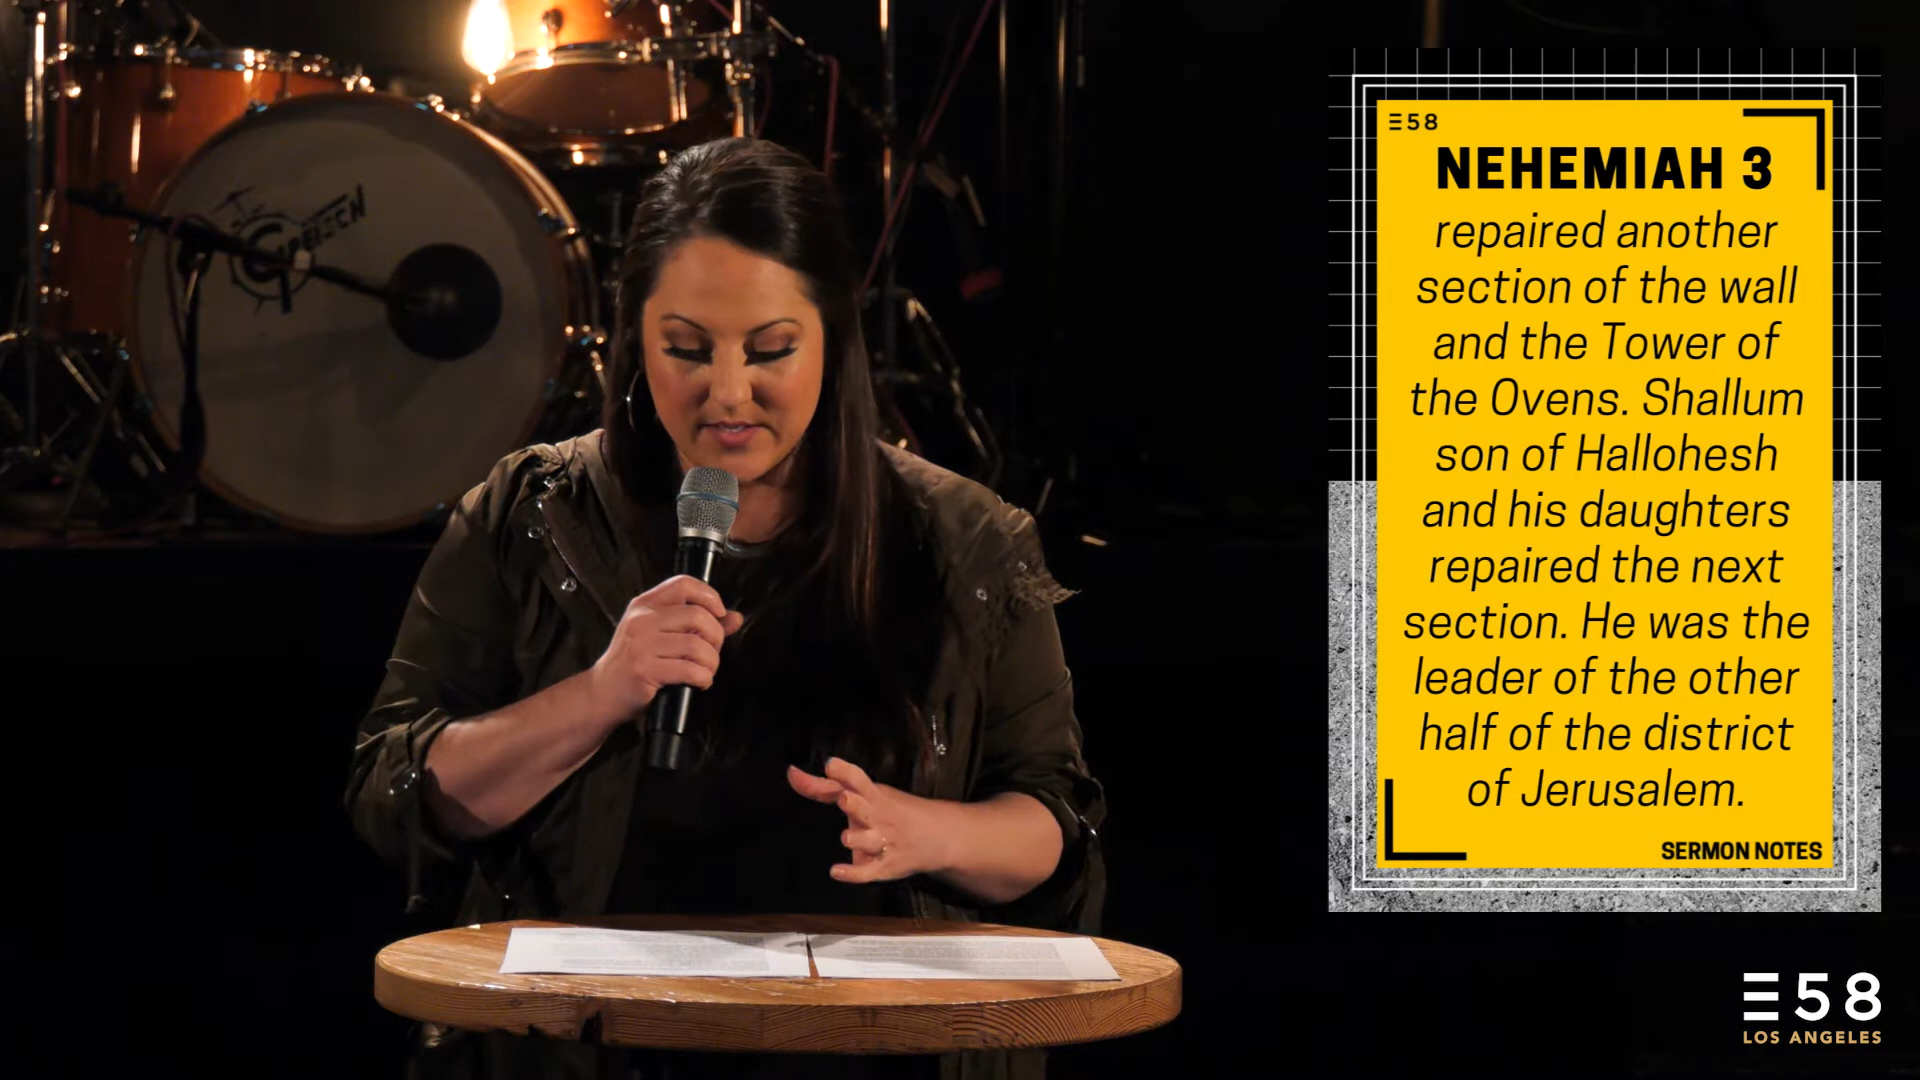 GRETSCH
Ξ58
NEHEMIAH 3
repaired another
section of the wall
and the Tower of
the Ovens. Shallum
son of Hallohesh
and his daughters
repaired the next
section. He was the
leader of the other
half of the district
of Jerusalem.
SERMON NOTES
Ξ58
LOS ANGELES